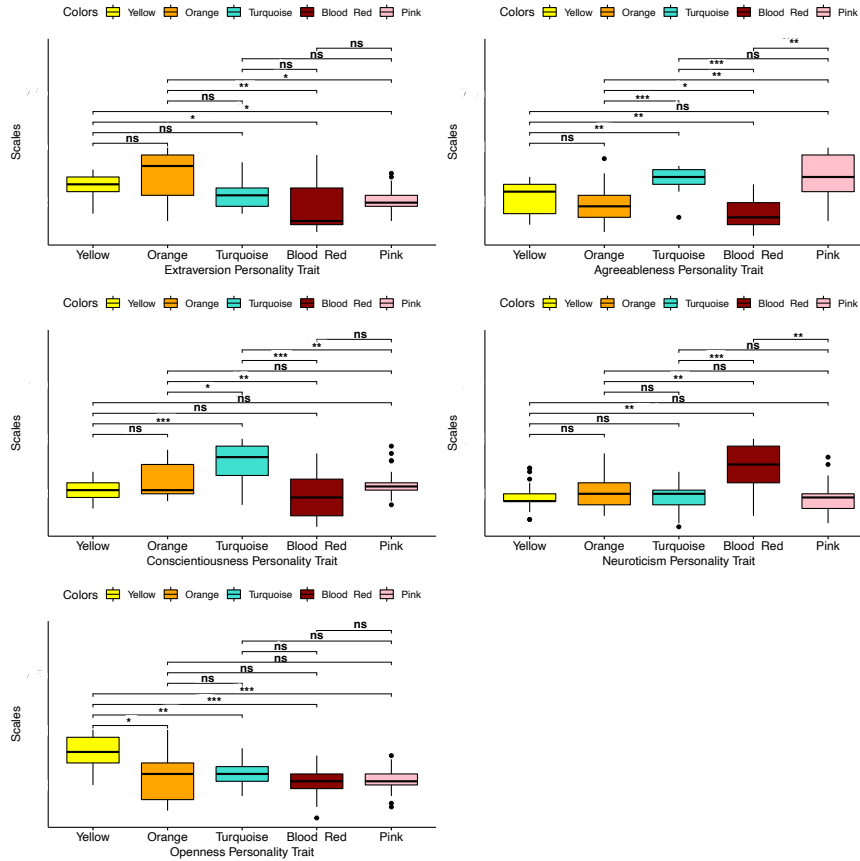 Colors Yellow Orange Turquoise Blood Red Pink
ns
ns
ns
*
**
ns
*
*
ns
ns
Scales
Yellow Orange Turquoise Blood Red Pink
Extraversion Personality Trait
Colors Yellow Orange Turquoise Blood Red Pink
**
ns
***
**
*
***
ns
**
**
ns
Scales
Yellow Orange Turquoise Blood Red Pink
Agreeableness Personality Trait
Colors Yellow Orange Turquoise Blood Red Pink
ns
**
***
ns
**
*
ns
ns
***
ns
Scales
Yellow Orange Turquoise Blood Red Pink
Conscientiousness Personality Trait
Colors Yellow Orange Turquoise Blood Red Pink
**
ns
***
ns
**
ns
ns
**
ns
ns
Scales
Yellow Orange Turquoise Blood Red Pink
Neuroticism Personality Trait
Colors Yellow Orange Turquoise Blood Red Pink
ns
ns
ns
ns
ns
ns
***
***
**
*
Scales
Yellow Orange Turquoise Blood Red Pink
Openness Personality Trait